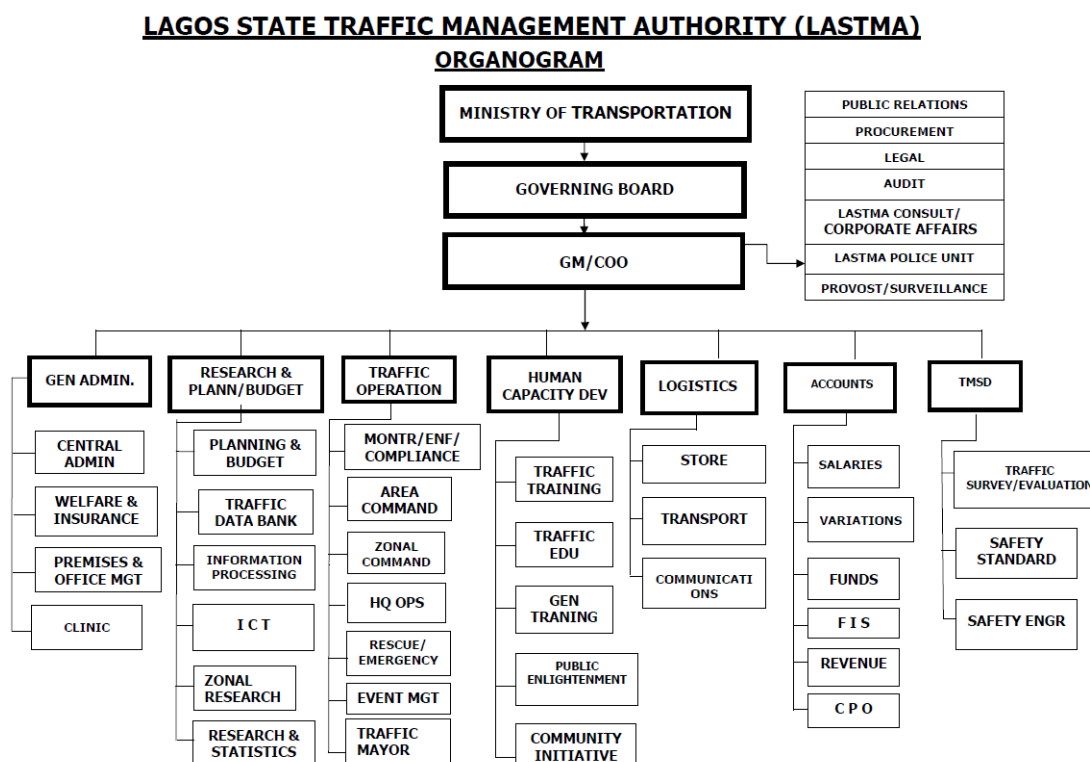 LAGOS STATE TRAFFIC MANAGEMENT AUTHORITY (LASTMA)
ORGANOGRAM
MINISTRY OF TRANSPORTATION
GOVERNING BOARD
GM/COO
PUBLIC RELATIONS
PROCUREMENT
LEGAL
AUDIT
LASTMA CONSULT/
CORPORATE AFFAIRS
LASTMA POLICE UNIT
PROVOST/SURVEILLANCE
GEN ADMIN.
CENTRAL
ADMIN
WELFARE &
INSURANCE
PREMISES &
OFFICE MGT
CLINIC
RESEARCH &
PLANN/BUDGET
PLANNING &
BUDGET
TRAFFIC
DATA BANK
INFORMATION
PROCESSING
I C T
ZONAL
RESEARCH
RESEARCH &
STATISTICS
TRAFFIC
OPERATION
MONTR/ENF/
COMPLIANCE
AREA
COMMAND
ZONAL
COMMAND
HQ OPS
RESCUE/
EMERGENCY
EVENT MGT
TRAFFIC
MAYOR
HUMAN
CAPACITY DEV
TRAFFIC
TRAINING
TRAFFIC
EDU
GEN
TRANING
PUBLIC
ENLIGHTENMENT
COMMUNITY
INITIATIVE
LOGISTICS
STORE
TRANSPORT
COMMUNICATI
ONS
ACCOUNTS
SALARIES
VARIATIONS
FUNDS
F I S
REVENUE
C P O
TMSD
TRAFFIC
SURVEY/EVALUATION
SAFETY
STANDARD
SAFETY ENGR